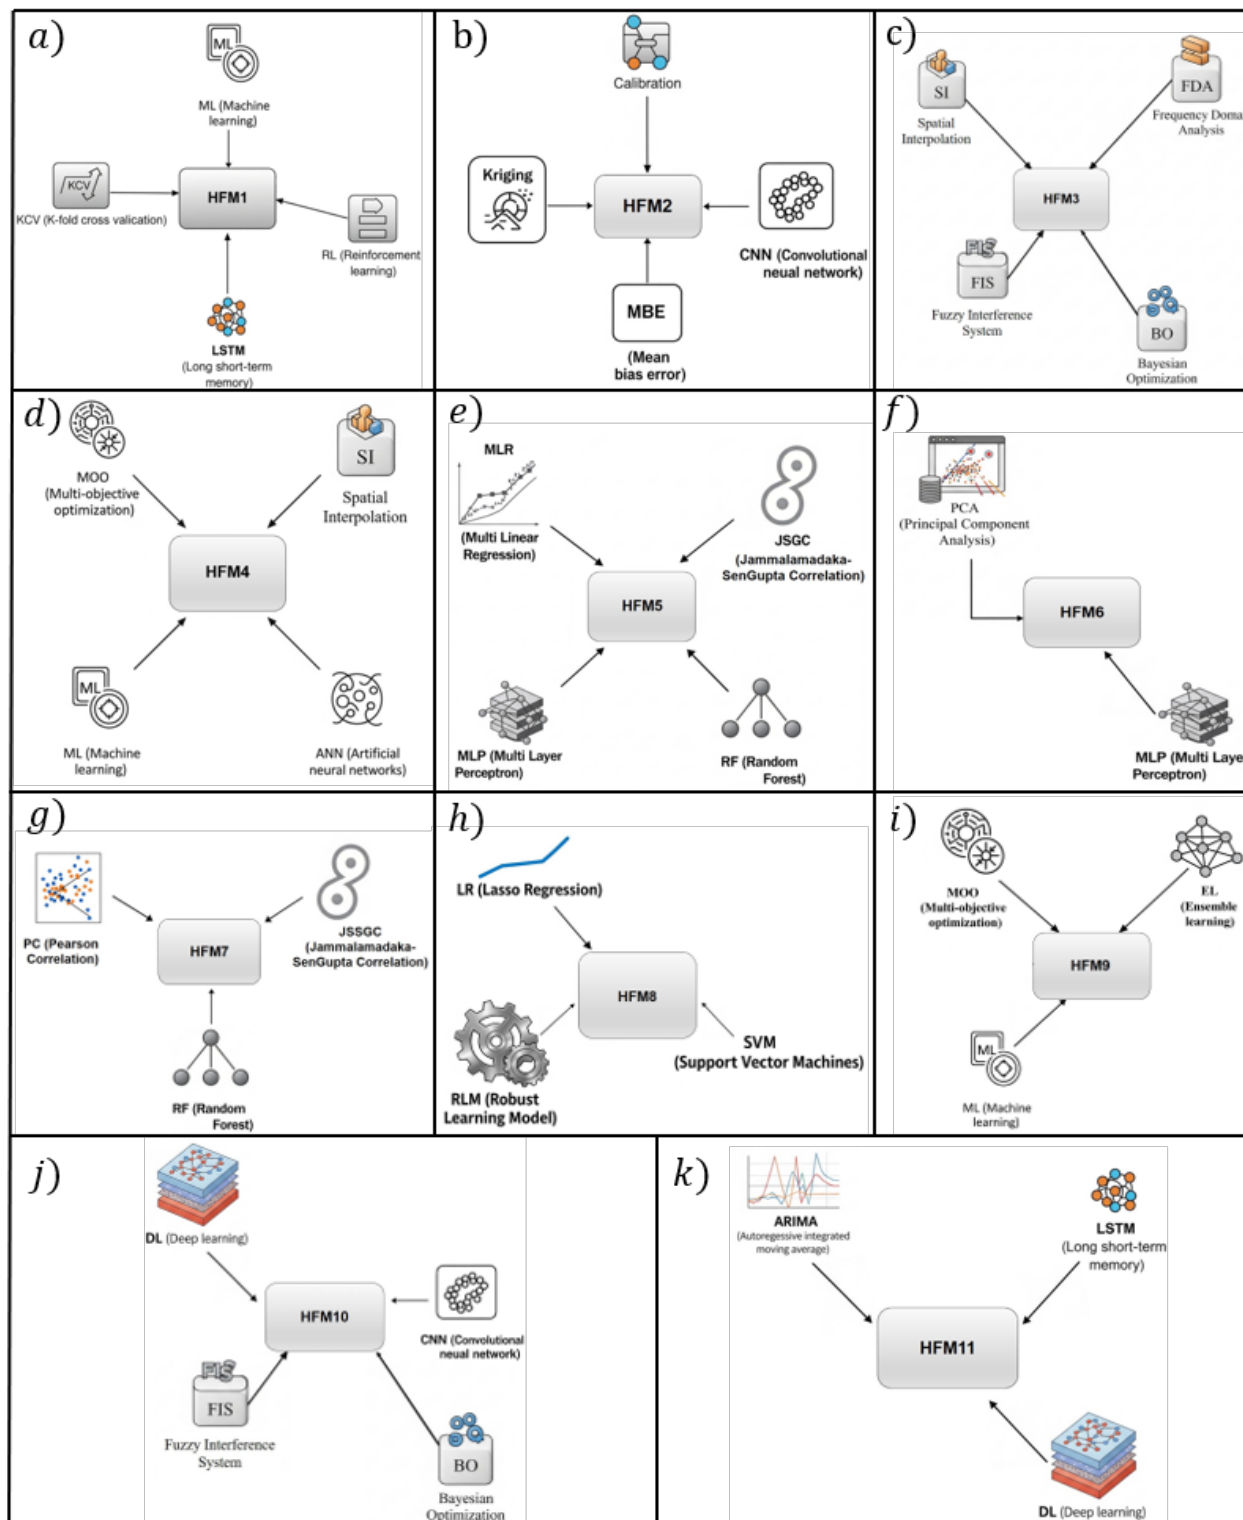 a)
ML
ML (Machine
learning)
KCV
KCV (K-fold cross valication)
HFM1
RL (Reinforcement
learning)
LSTM
(Long short-term
memory)
b)
Calibration
Kriging
HFM2
CNN (Convolutional
neual network)
MBE
(Mean
bias error)
c)
SI
Spatial
Interpolation
FDA
Frequency Doma
Analysis
HFM3
FIS
FIS
Fuzzy Interference
System
BO
Bayesian
Optimization
d)
MOO
(Multi-objective
optimization)
SI
Spatial
Interpolation
HFM4
ML
ML (Machine
learning)
ANN (Artificial
neural networks)
e)
MLR
(Multi Linear
Regression)
JSGC
(Jammalamadaka-
SenGupta Correlation)
HFM5
MLP (Multi Layer
Perceptron)
RF (Random
Forest)
f)
PCA
(Principal Component
Analysis)
HFM6
MLP (Multi Laye
Perceptron)
g)
PC (Pearson
Correlation)
JSSGC
(Jammalamadaka-
SenGupta Correlation)
HFM7
RF (Random
Forest)
h)
LR (Lasso Regression)
HFM8
RLM (Robust
Learning Model)
SVM
(Support Vector Machines)
i)
MOO
(Multi-objective
optimization)
EL
(Ensemble
learning)
HFM9
ML
ML (Machine
learning)
j)
DL (Deep learning)
HFM10
CNN (Convolutional
neual network)
FIS
FIS
Fuzzy Interference
System
BO
Bayesian
Optimization
k)
ARIMA
(Autoregessive integrated
moving average)
LSTM
(Long short-term
memory)
HFM11
DL (Deep learning)